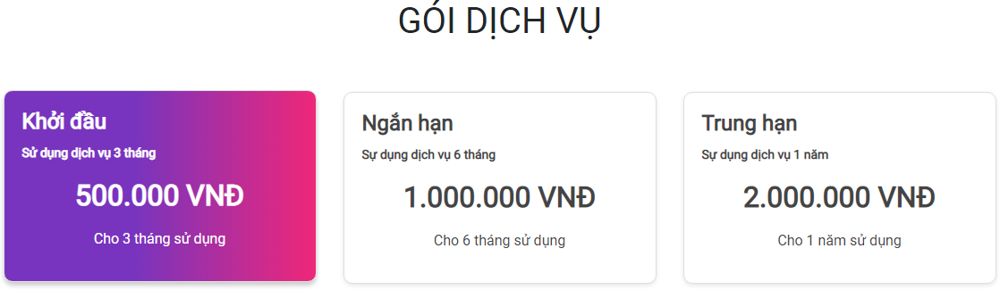 GÓI DỊCH VỤ
Khởi đầu
Sử dụng dịch vụ 3 tháng
500.000 VNĐ
Cho 3 tháng sử dụng
Ngắn hạn
Sự dụng dịch vụ 6 tháng
1.000.000 VNĐ
Cho 6 tháng sử dụng
Trung hạn
Sự dụng dịch vụ 1 năm
2.000.000 VNĐ
Cho 1 năm sử dụng